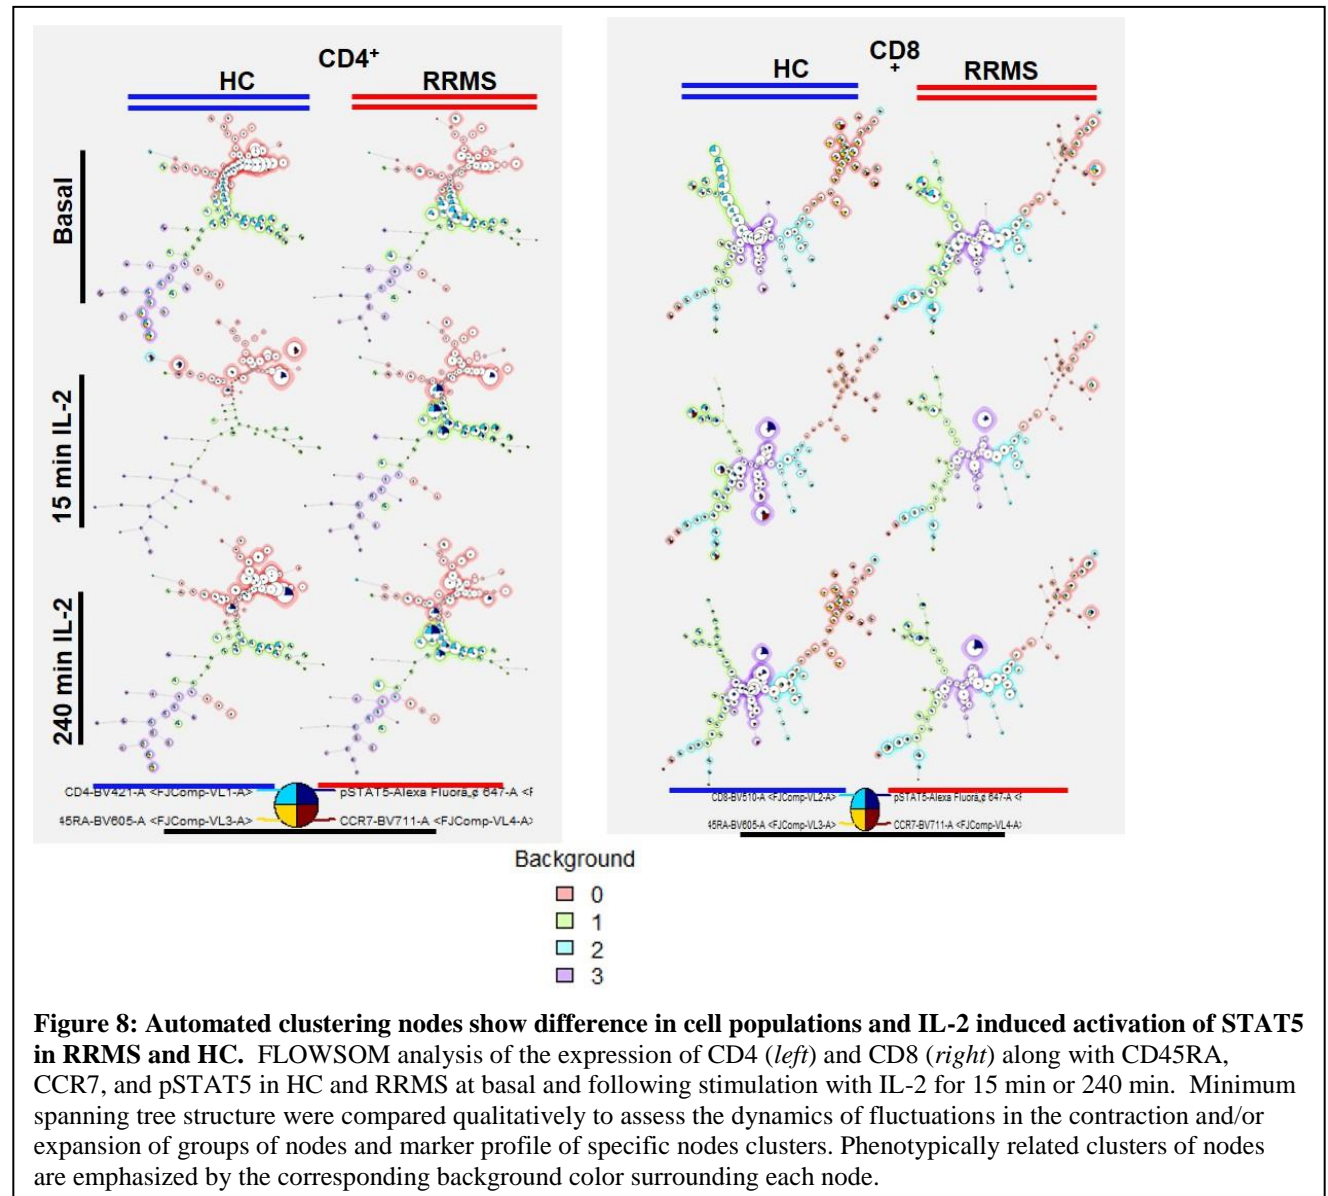 CD4+
HC RRMS
Basal
15 min IL-2
240 min IL-2
CD4-BV421-A <FJComp-VL1-A> pSTAT5-Alexa Fluorâ„¢ 647-A <F
45RA-BV605-A <FJComp-VL3-A> CCR7-BV711-A <FJComp-VL4-A>
CD8
+
HC RRMS
CD8-BV510-A <FJComp-VL2-A> pSTAT5-Alexa Fluorâ„¢ 647-A <F
45RA-BV605-A <FJComp-VL3-A> CCR7-BV711-A <FJComp-VL4-A>
Background
0
1
2
3
Figure 8: Automated clustering nodes show difference in cell populations and IL-2 induced activation of STAT5
in RRMS and HC. FLOWSOM analysis of the expression of CD4 (left) and CD8 (right) along with CD45RA,
CCR7, and pSTAT5 in HC and RRMS at basal and following stimulation with IL-2 for 15 min or 240 min. Minimum
spanning tree structure were compared qualitatively to assess the dynamics of fluctuations in the contraction and/or
expansion of groups of nodes and marker profile of specific nodes clusters. Phenotypically related clusters of nodes
are emphasized by the corresponding background color surrounding each node.